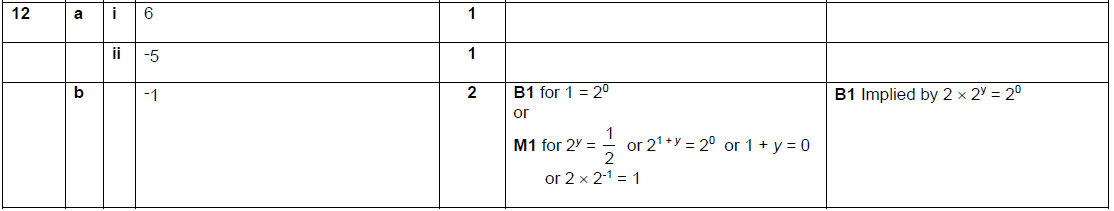 12 a i 6 1
ii -5 1
b -1 2 B1 for 1 = 2⁰ B1 Implied by 2 × 2ʸ = 2⁰
or
M1 for 2ʸ = 1/2 or 2¹⁺ʸ = 2⁰ or 1 + y = 0
or 2 × 2⁻¹ = 1